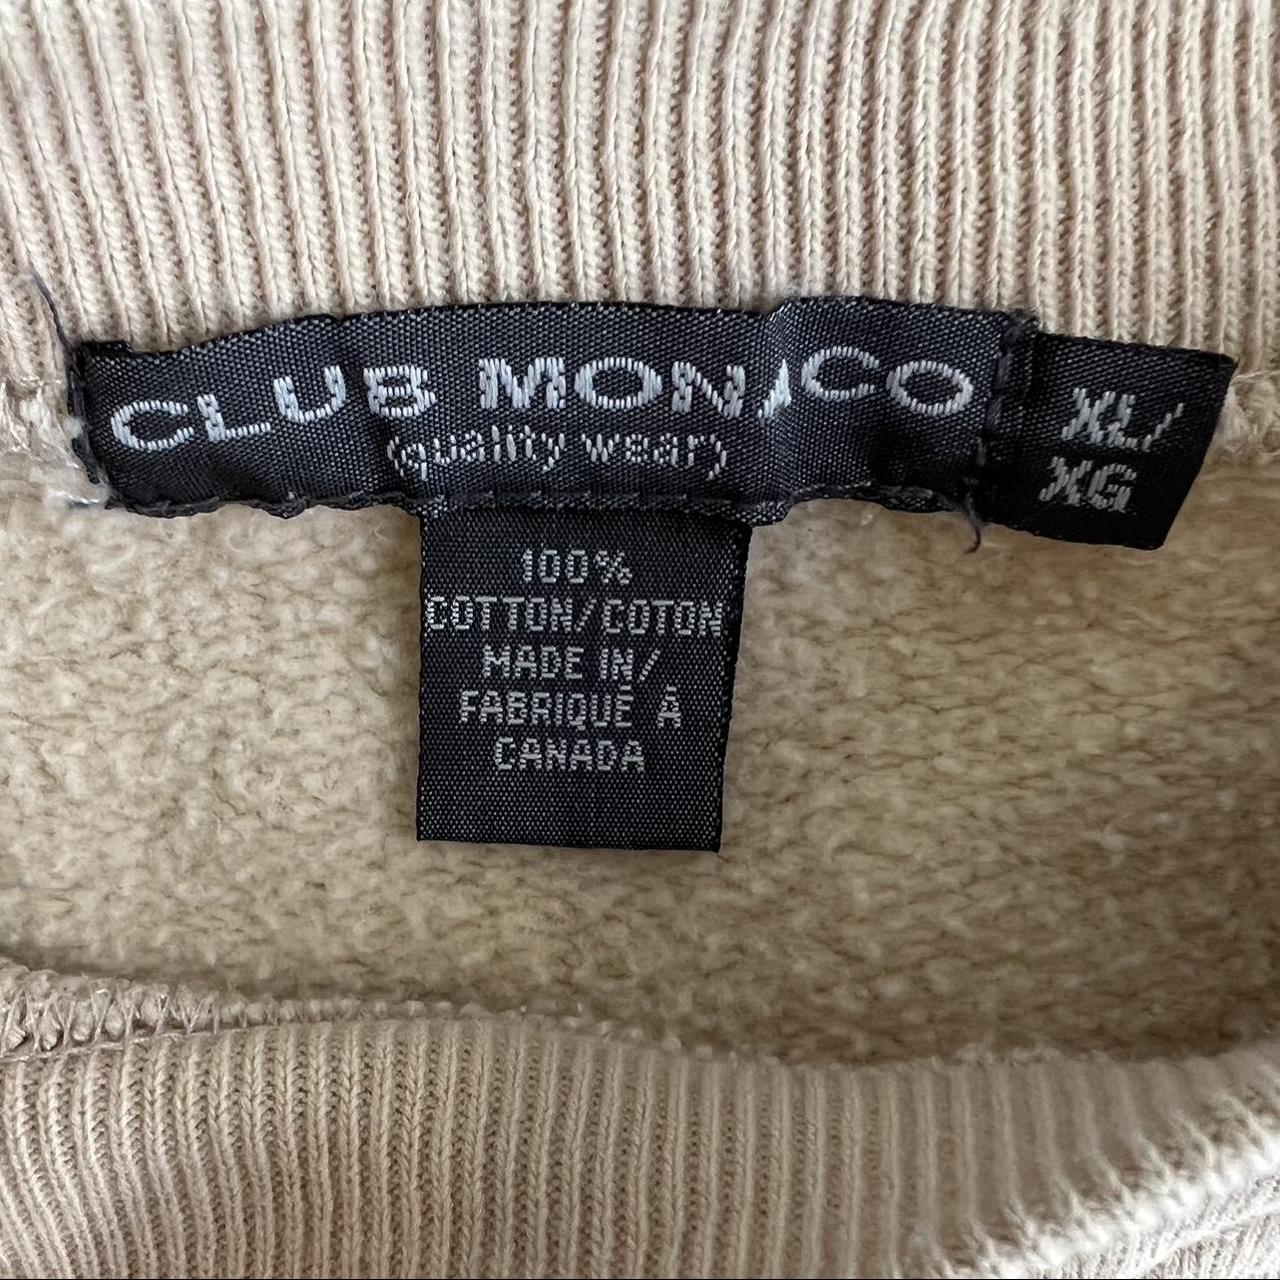 CLUB MONACO
(quality wear)
XL/
XG
100%
COTTON/COTON
MADE IN/
FABRIQUÉ À
CANADA